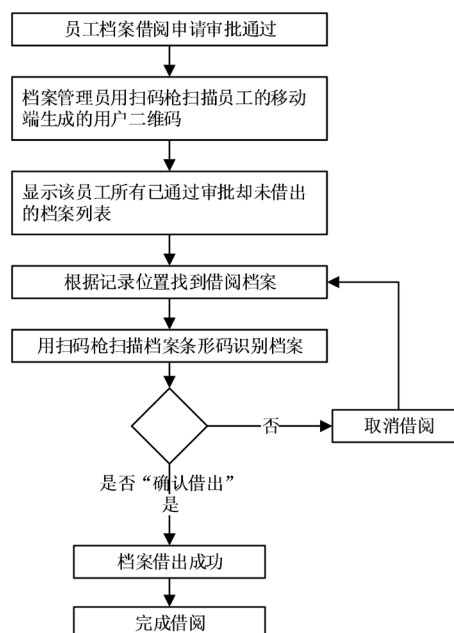 员工档案借阅申请审批通过
档案管理员用扫码枪扫描员工的移动
端生成的用户二维码
显示该员工所有已通过审批却未借出
的档案列表
根据记录位置找到借阅档案
用扫码枪扫描档案条形码识别档案
否
取消借阅
是否“确认借出”
是
档案借出成功
完成借阅